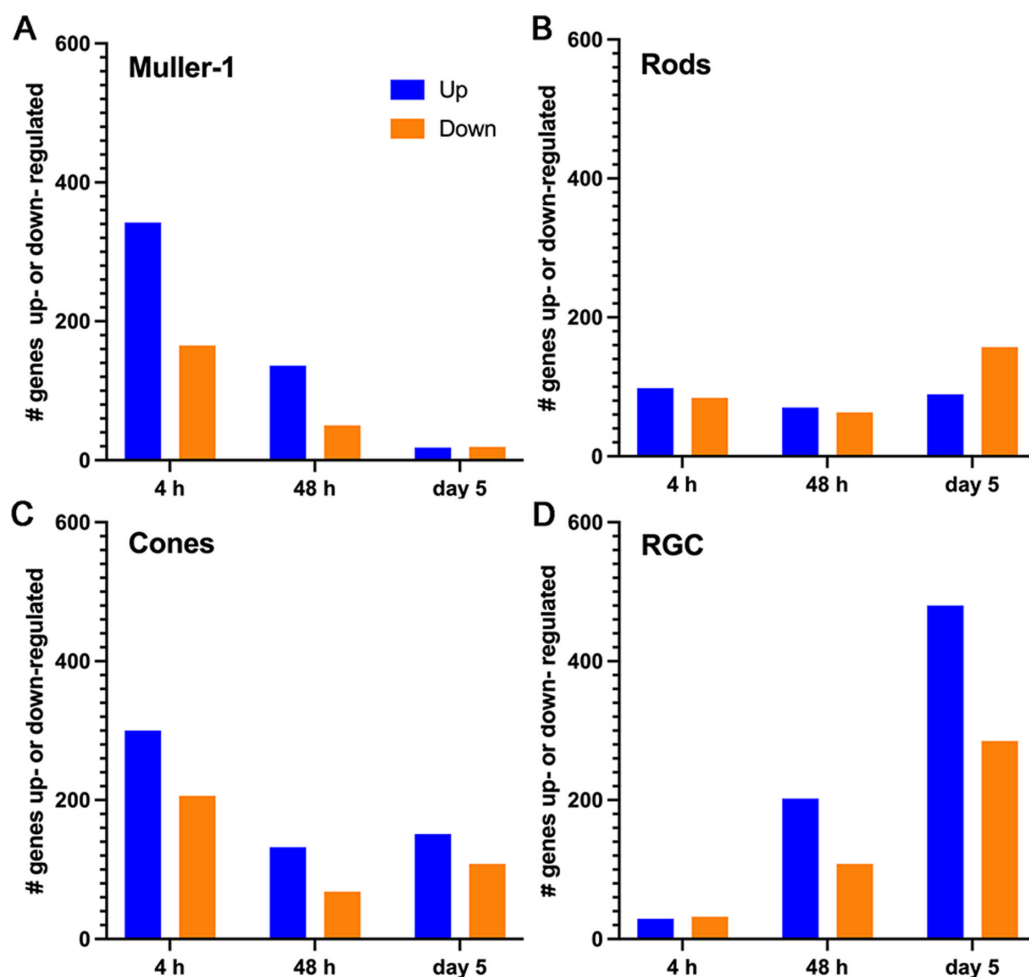 A
# genes up- or down- regulated
600
400
200
0
Muller-1
Up
Down
4 h 48 h day 5
B
# genes up- or down-regulated
600
400
200
0
Rods
4 h 48 h day 5
C
# genes up- or down-regulated
600
400
200
0
Cones
4 h 48 h day 5
D
# genes up- or down- regulated
600
400
200
0
RGC
4 h 48 h day 5